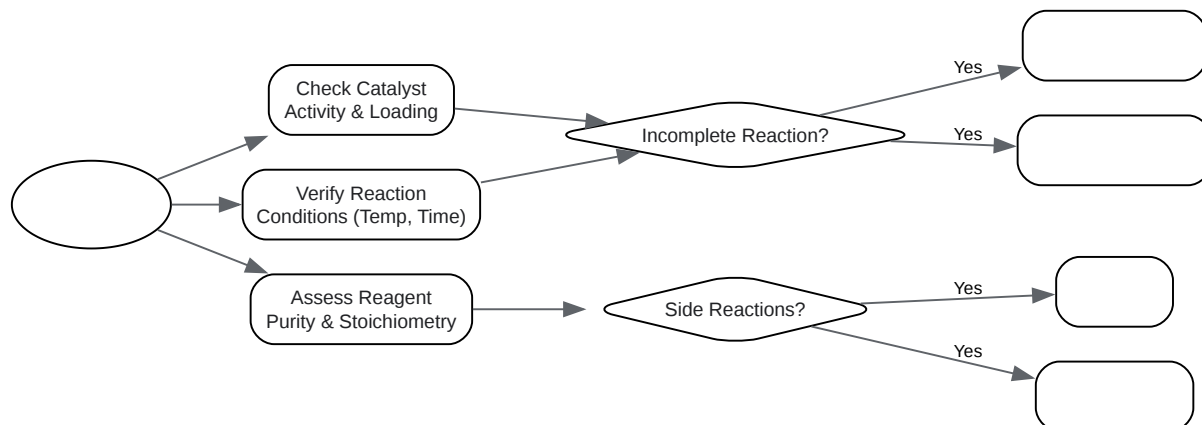 Yes
Check Catalyst
Activity & Loading
Incomplete Reaction?
Yes
Verify Reaction
Conditions (Temp, Time)
Assess Reagent
Purity & Stoichiometry
Side Reactions?
Yes
Yes